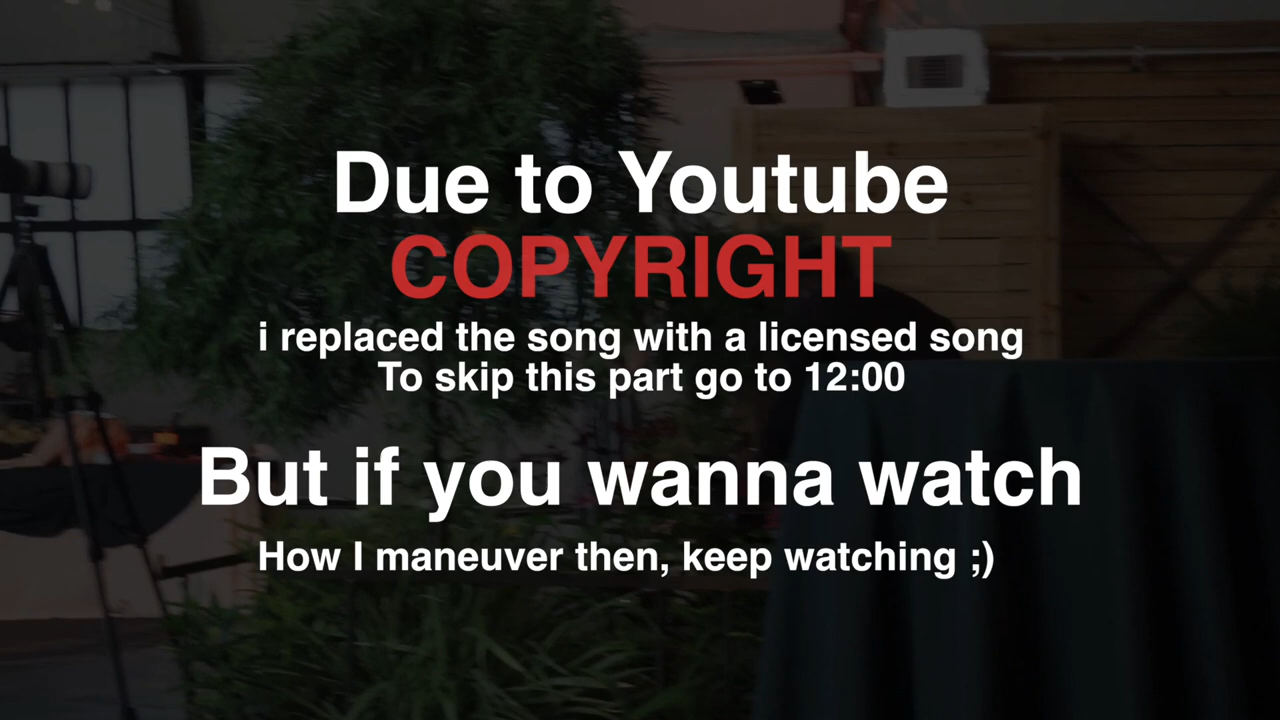 Due to Youtube
COPYRIGHT
i replaced the song with a licensed song
To skip this part go to 12:00
But if you wanna watch
How I maneuver then, keep watching ;)